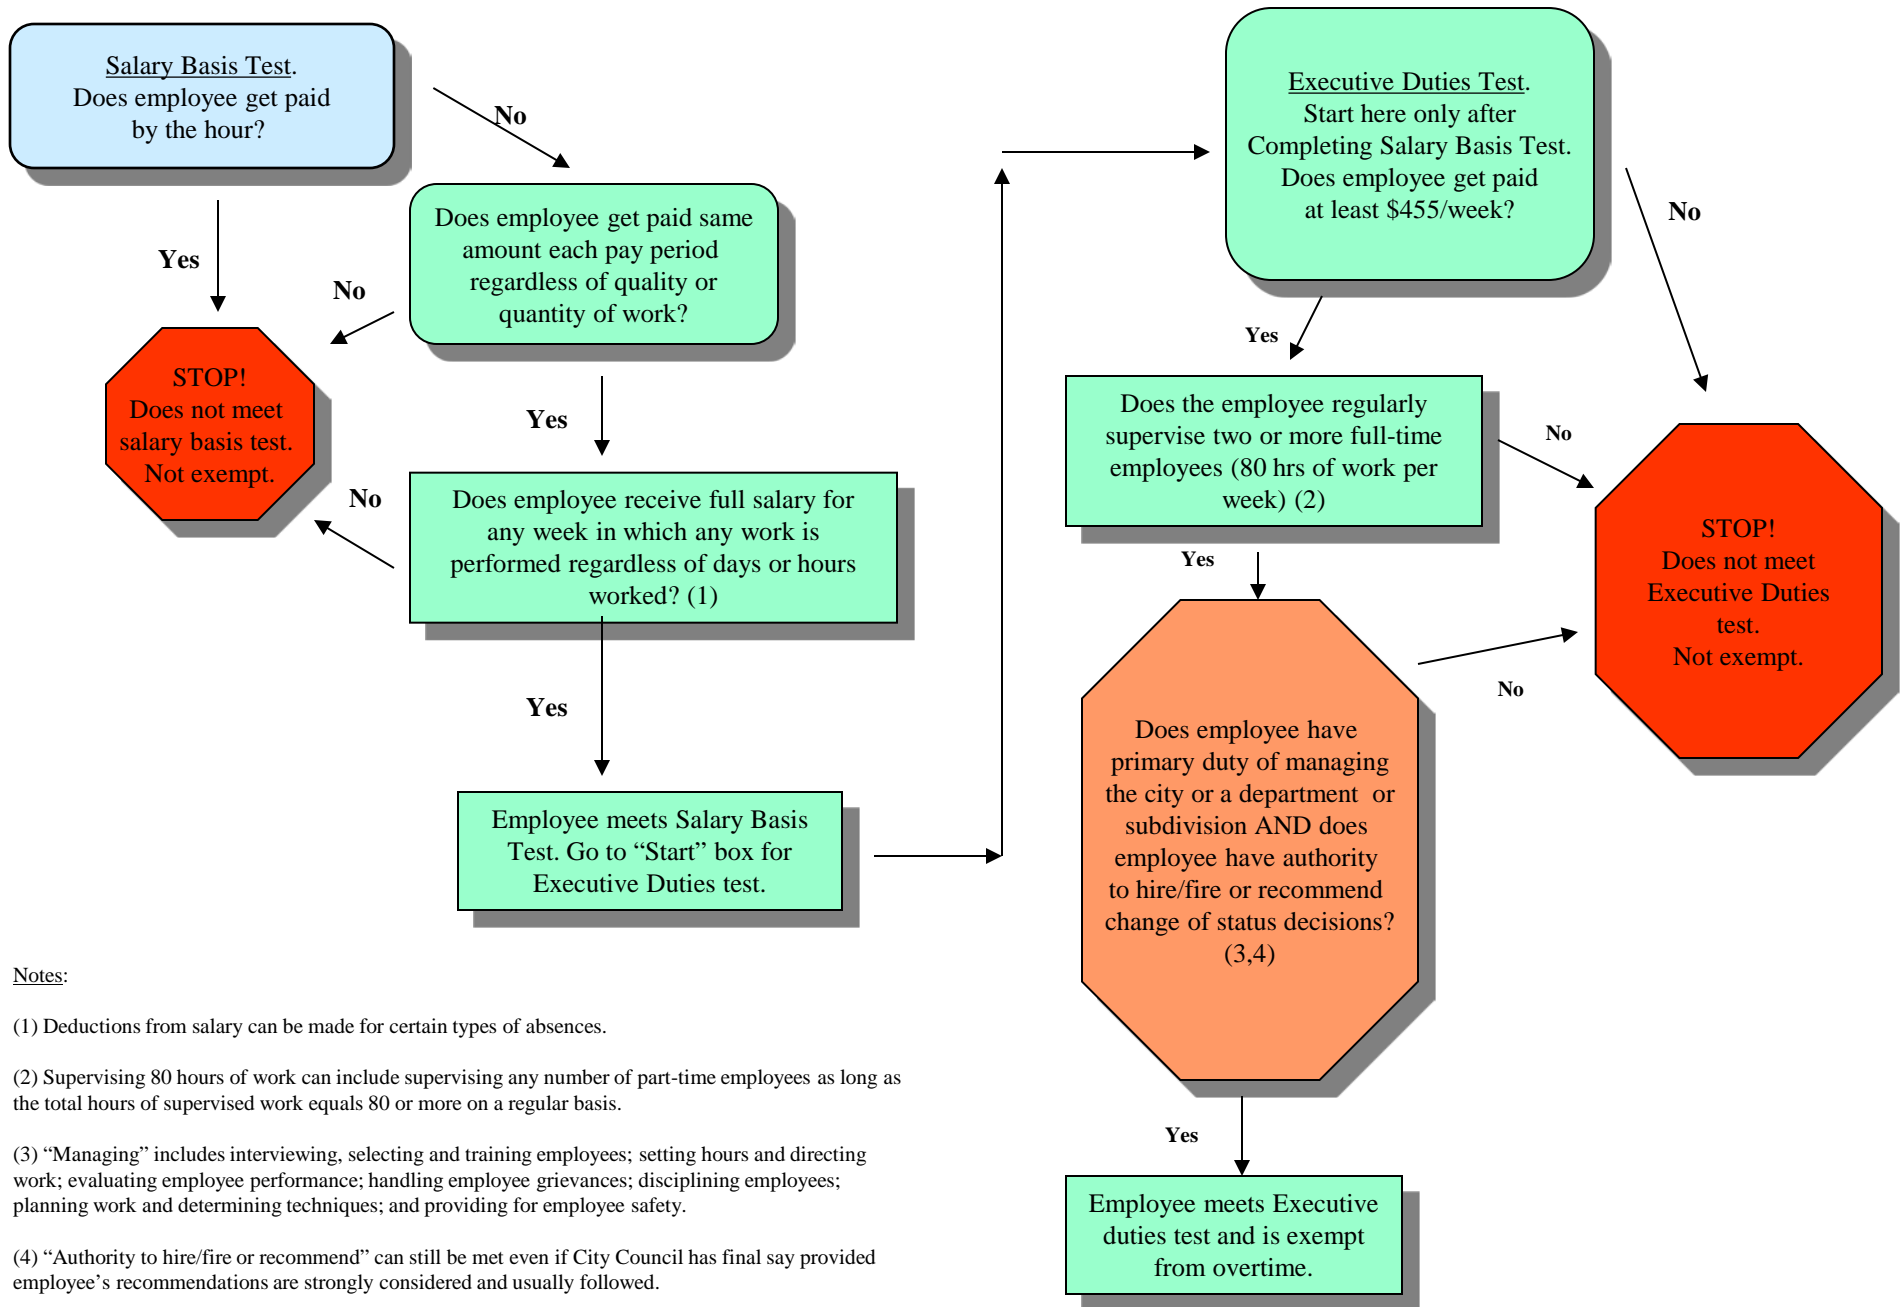 Salary Basis Test.
Does employee get paid
by the hour?
No
Yes
Does employee get paid same
amount each pay period
regardless of quality or
quantity of work?
No
STOP!
Does not meet
salary basis test.
Not exempt.
Yes
No
Does employee receive full salary for
any week in which any work is
performed regardless of days or hours
worked? (1)
Yes
Employee meets Salary Basis
Test. Go to “Start” box for
Executive Duties test.
Executive Duties Test.
Start here only after
Completing Salary Basis Test.
Does employee get paid
at least $455/week?
No
Yes
Does the employee regularly
supervise two or more full-time
employees (80 hrs of work per
week) (2)
No
Yes
STOP!
Does not meet
Executive Duties
test.
Not exempt.
Does employee have
primary duty of managing
the city or a department or
subdivision AND does
employee have authority
to hire/fire or recommend
change of status decisions?
(3,4)
No
Yes
Employee meets Executive
duties test and is exempt
from overtime.
Notes:
(1) Deductions from salary can be made for certain types of absences.
(2) Supervising 80 hours of work can include supervising any number of part-time employees as long as
the total hours of supervised work equals 80 or more on a regular basis.
(3) “Managing” includes interviewing, selecting and training employees; setting hours and directing
work; evaluating employee performance; handling employee grievances; disciplining employees;
planning work and determining techniques; and providing for employee safety.
(4) “Authority to hire/fire or recommend” can still be met even if City Council has final say provided
employee’s recommendations are strongly considered and usually followed.